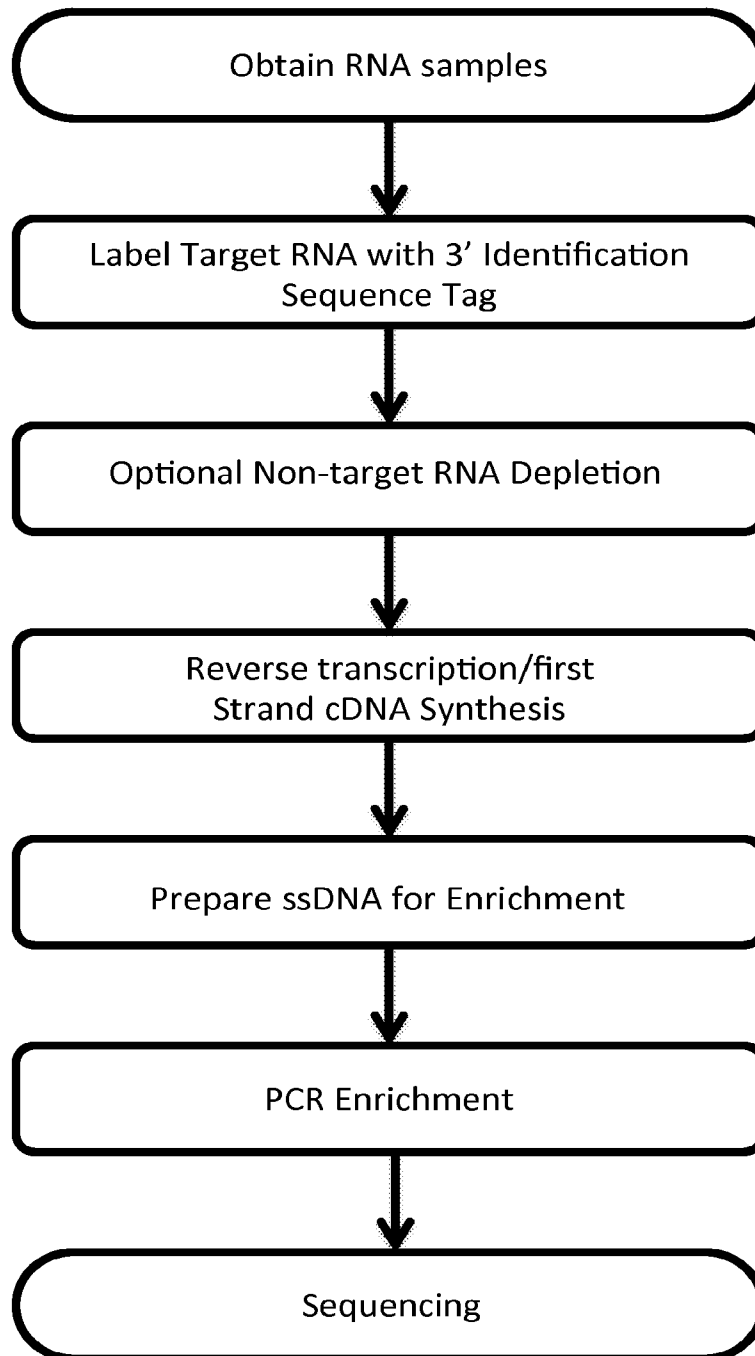 Obtain RNA samples
Label Target RNA with 3’ Identification
Sequence Tag
Optional Non-target RNA Depletion
Reverse transcription/first
Strand cDNA Synthesis
Prepare ssDNA for Enrichment
PCR Enrichment
Sequencing